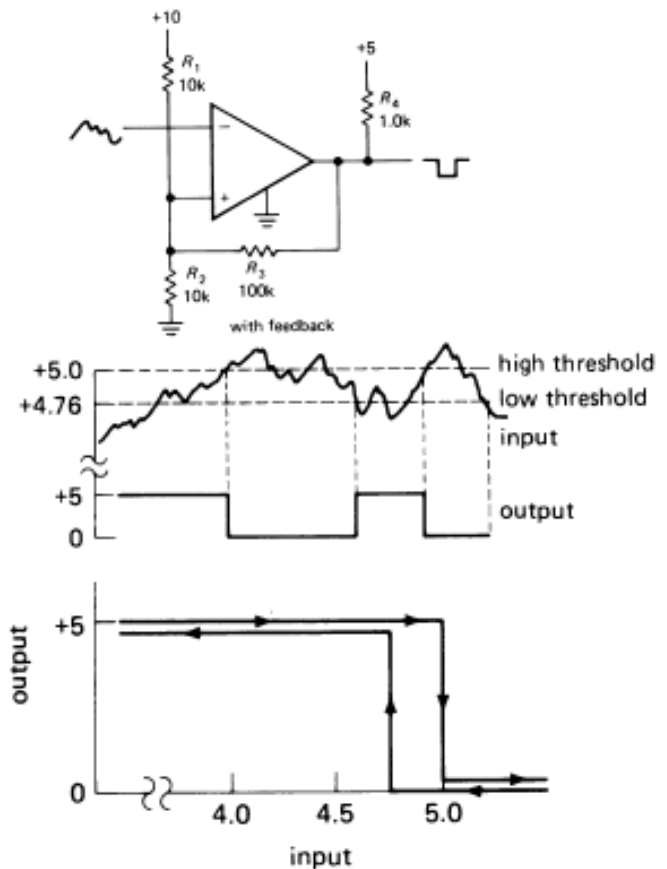 +10
R1
10k
+5
R4
1.0k
−
+
R2
10k
R3
100k
with feedback
+5.0
high threshold
+4.76
low threshold
input
+5
output
0
output
+5
0
4.0 4.5 5.0
input